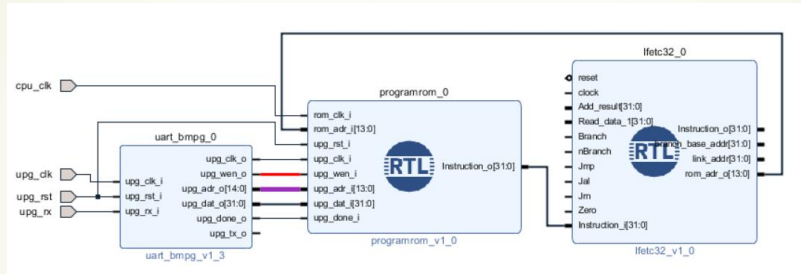 cpu_clk
upg_clk
upg_rst
upg_rx
uart_bmpg_0
upg_clk_i
upg_rst_i
upg_rx_i
upg_clk_o
upg_wen_o
upg_adr_o[14:0]
upg_dat_o[31:0]
upg_done_o
upg_tx_o
uart_bmpg_v1_3
programrom_0
rom_clk_i
rom_adr_i[13:0]
upg_rst_i
upg_clk_i
upg_wen_i
upg_adr_i[13:0]
upg_dat_i[31:0]
upg_done_i
RTL
Instruction_o[31:0]
programrom_v1_0
Ifetc32_0
reset
clock
Add_result[31:0]
Read_data_1[31:0]
Branch
nBranch
Jmp
Jal
Jrn
Zero
Instruction_i[31:0]
RTL
Instruction_o[31:0]
branch_base_addr[31:0]
link_addr[31:0]
rom_adr_o[13:0]
Ifetc32_v1_0